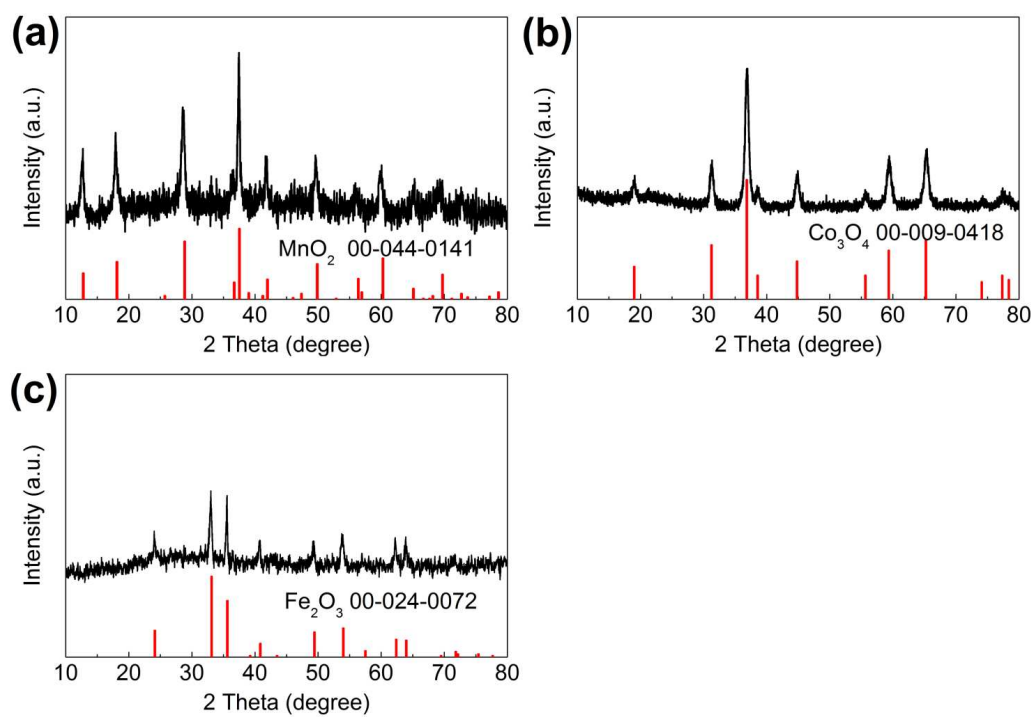 (a)
Intensity (a.u.)
MnO₂ 00-044-0141
10 20 30 40 50 60 70 80
2 Theta (degree)
(b)
Intensity (a.u.)
Co₃O₄ 00-009-0418
10 20 30 40 50 60 70 80
2 Theta (degree)
(c)
Intensity (a.u.)
Fe₂O₃ 00-024-0072
10 20 30 40 50 60 70 80
2 Theta (degree)